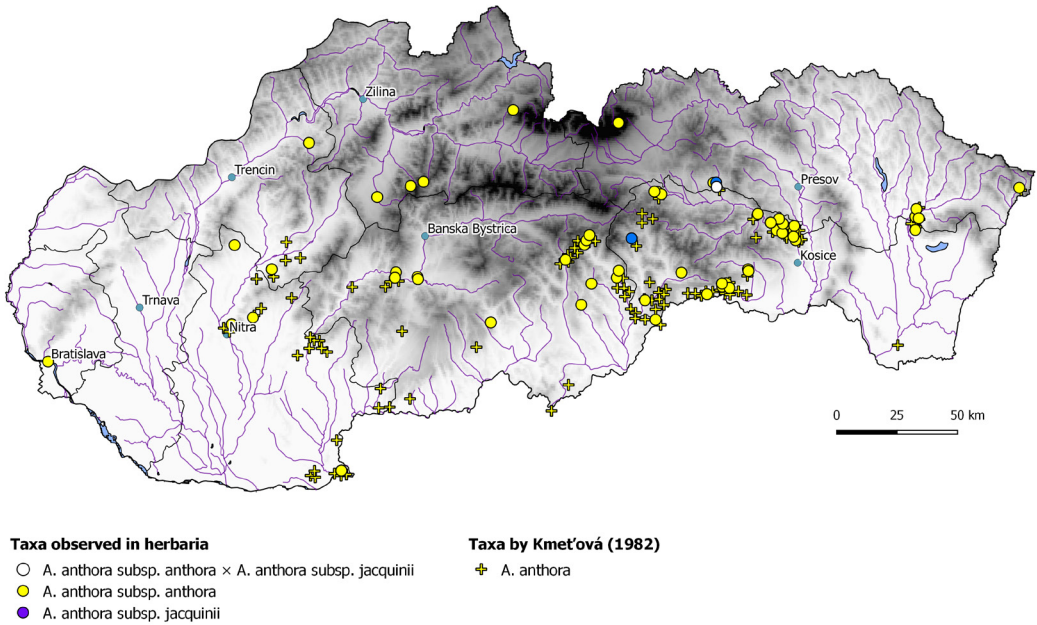 Zilina
Trencin
Presov
Banska Bystrica
Kosice
Trnava
Nitra
Bratislava
0 25 50 km
Taxa observed in herbaria
A. anthora subsp. anthora × A. anthora subsp. jacquinii
A. anthora subsp. anthora
A. anthora subsp. jacquinii
Taxa by Kmeťová (1982)
A. anthora